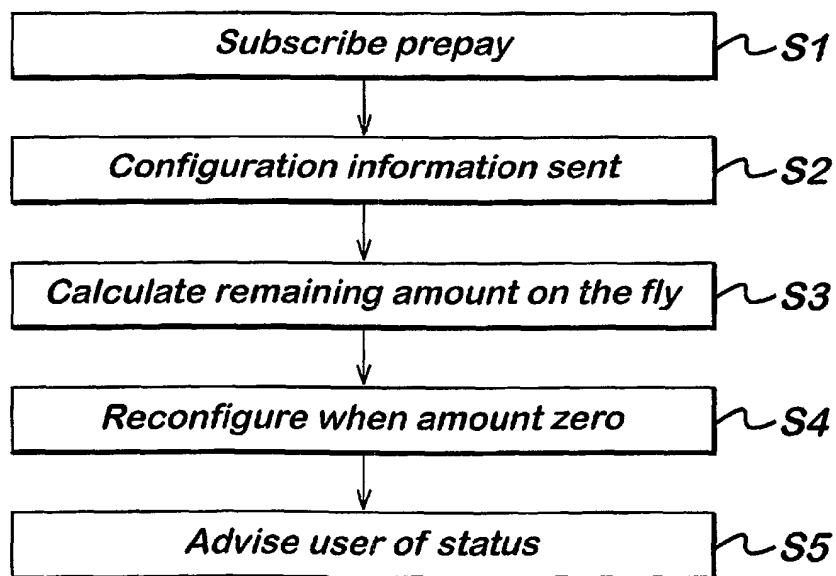 Subscribe prepay S1
Configuration information sent S2
Calculate remaining amount on the fly S3
Reconfigure when amount zero S4
Advise user of status S5